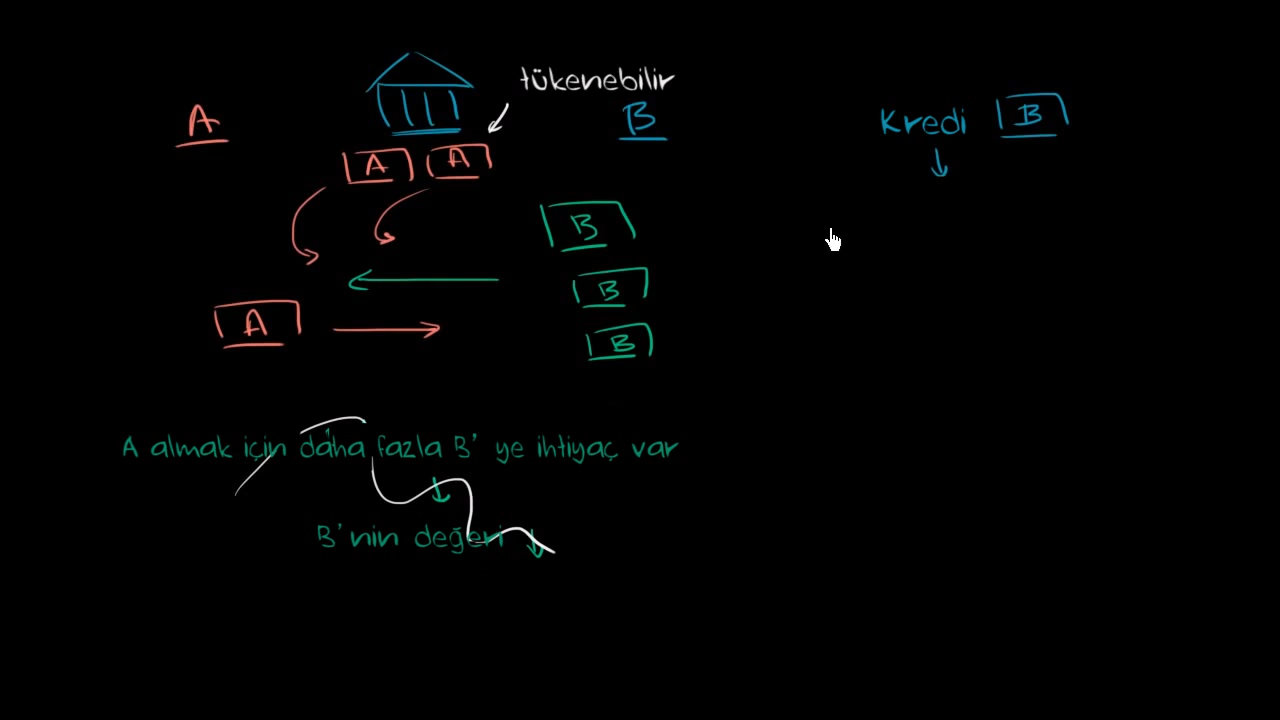 tükenebilir
A
B
Kredi B
A A
B
B
A
B
A almak için daha fazla B' ye ihtiyaç var
B'nin değeri